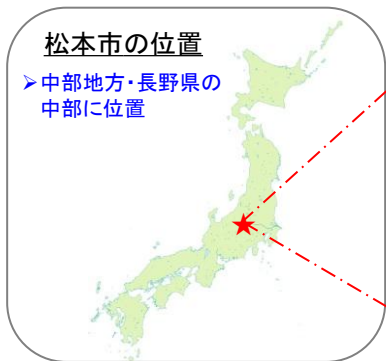 松本市の位置
➢中部地方・長野県の
中部に位置